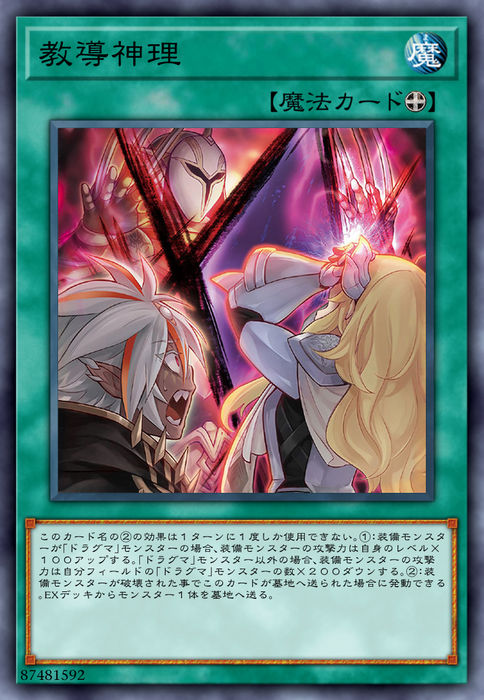 教導神理
魔
【魔法カード】
このカード名の②の効果は1ターンに1度しか使用できない。①:装備モンスタ
ーが「ドラグマ」モンスターの場合、装備モンスターの攻撃力は自身のレベル×
100アップする。「ドラグマ」モンスター以外の場合、装備モンスターの攻撃
力は自分フィールドの「ドラグマ」モンスターの数×200ダウンする。②:装
備モンスターが破壊された事でこのカードが墓地へ送られた場合に発動できる
。EXデッキからモンスター1体を墓地へ送る。
87481592